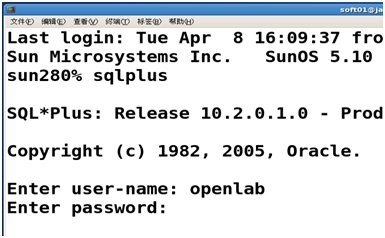 soft01@ja
文件(F) 编辑(E) 查看(V) 终端(T) 标签(B) 帮助(H)
Last login: Tue Apr  8 16:09:37 fro
Sun Microsystems Inc.   SunOS 5.10
sun280% sqlplus
SQL*Plus: Release 10.2.0.1.0 - Prod
Copyright (c) 1982, 2005, Oracle.
Enter user-name: openlab
Enter password: